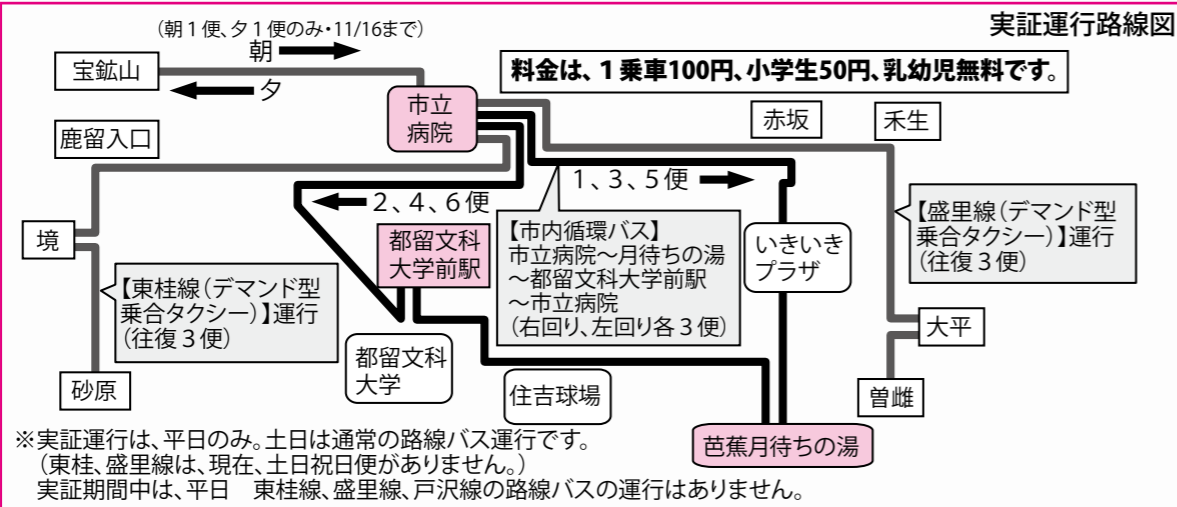 実証運行路線図
(朝１便、夕１便のみ・11/16まで)
朝
夕
宝鉱山
料金は、１乗車100円、小学生50円、乳幼児無料です。
市立
病院
赤坂
禾生
鹿留入口
1、3、5便
2、4、6便
境
都留文科
大学前駅
【市内循環バス】
市立病院～月待ちの湯
～都留文科大学前駅
～市立病院
(右回り、左回り各３便)
いきいき
プラザ
【盛里線(デマンド型
乗合タクシー)】運行
(往復３便)
【東桂線(デマンド型
乗合タクシー)】運行
(往復３便)
大平
都留文科
大学
住吉球場
砂原
曽雌
芭蕉月待ちの湯
※実証運行は、平日のみ。土日は通常の路線バス運行です。
(東桂、盛里線は、現在、土日祝日便がありません。)
実証期間中は、平日　東桂線、盛里線、戸沢線の路線バスの運行はありません。